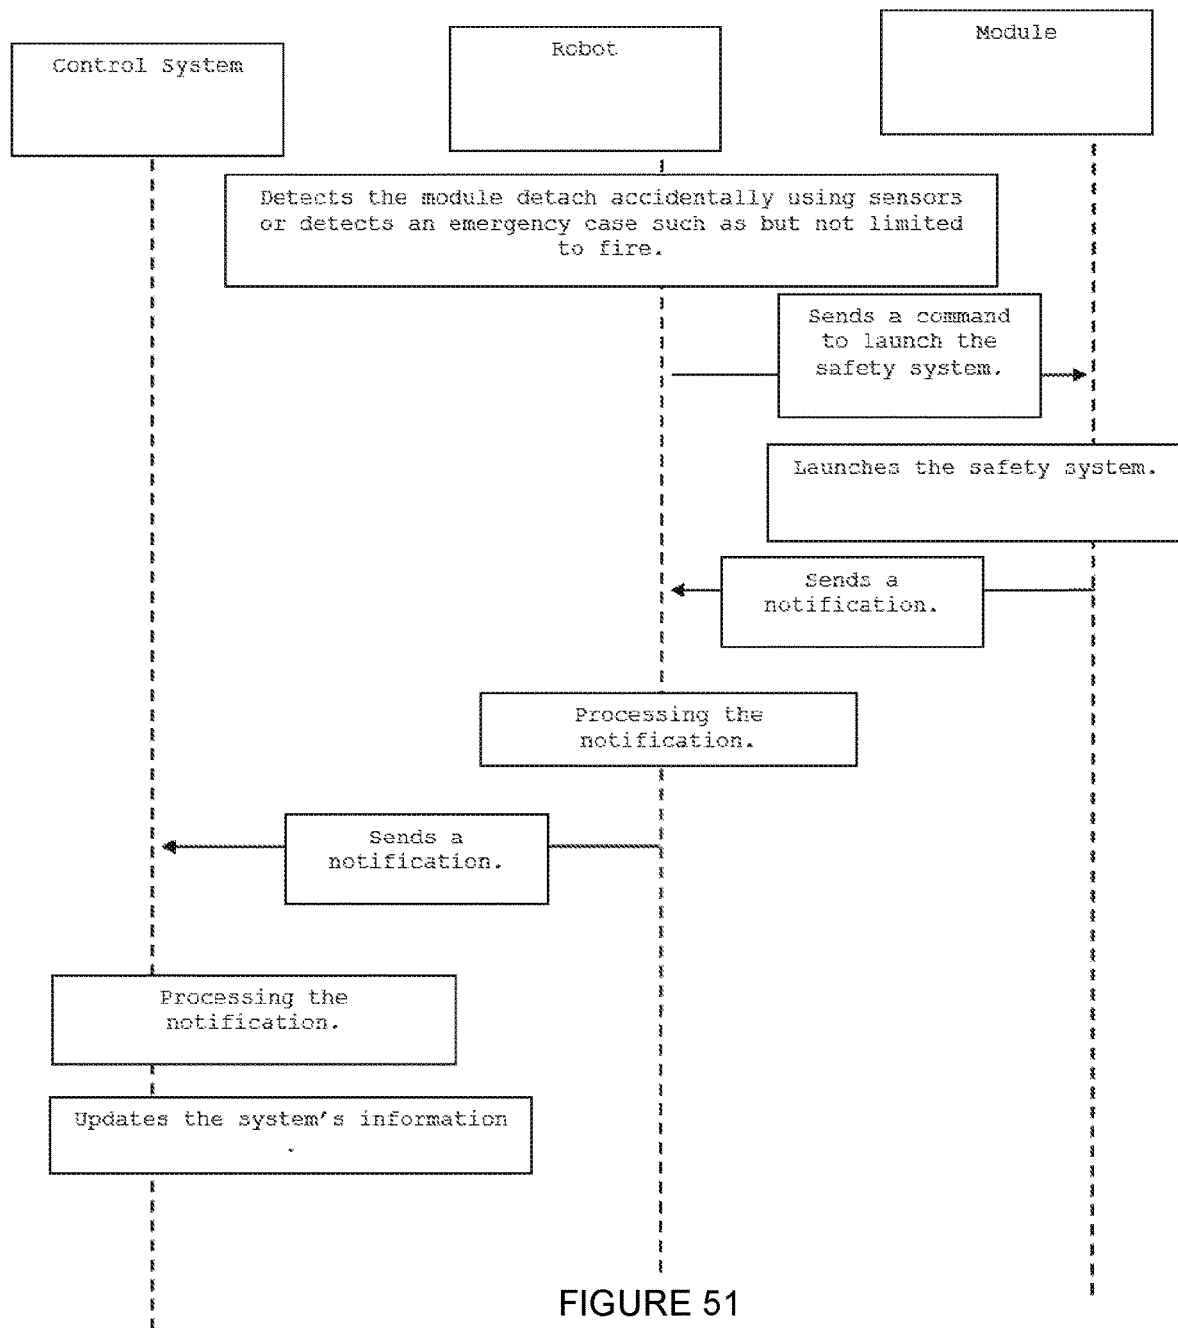 Control System
Robot
Module
Detects the module detach accidentally using sensors
or detects an emergency case such as but not limited
to fire.
Sends a command
to launch the
safety system.
Launches the safety system.
Sends a
notification.
Processing the
notification.
Sends a
notification.
Processing the
notification.
Updates the system's information
.
FIGURE 51